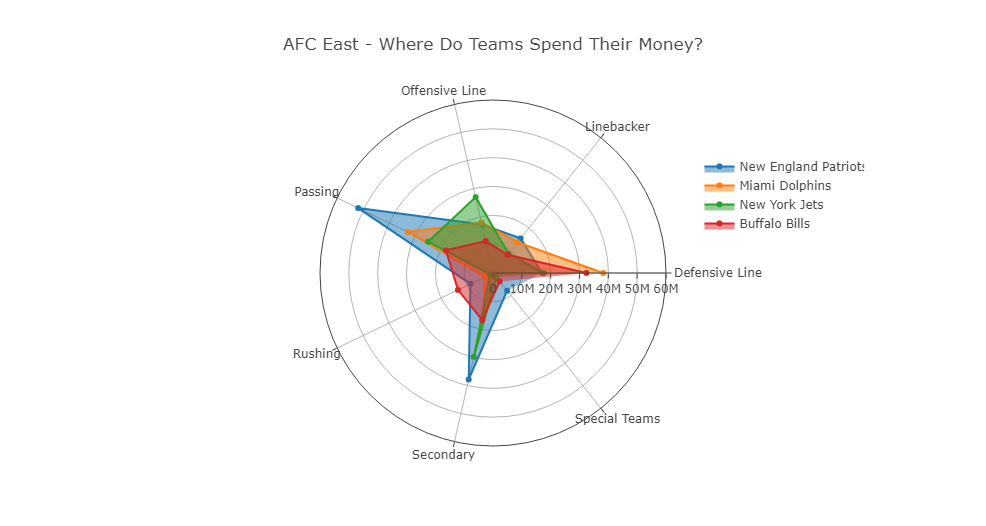 AFC East - Where Do Teams Spend Their Money?
Offensive Line
Linebacker
Passing
Defensive Line
0 10M 20M 30M 40M 50M 60M
Rushing
Special Teams
Secondary
New England Patriots
Miami Dolphins
New York Jets
Buffalo Bills